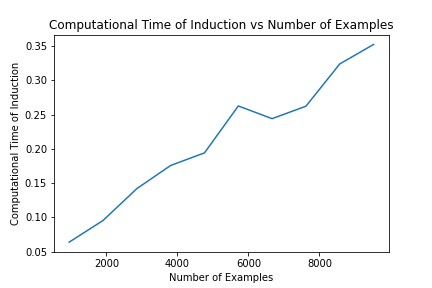 Computational Time of Induction vs Number of Examples
Computational Time of Induction
0.35
0.30
0.25
0.20
0.15
0.10
0.05
2000 4000 6000 8000
Number of Examples